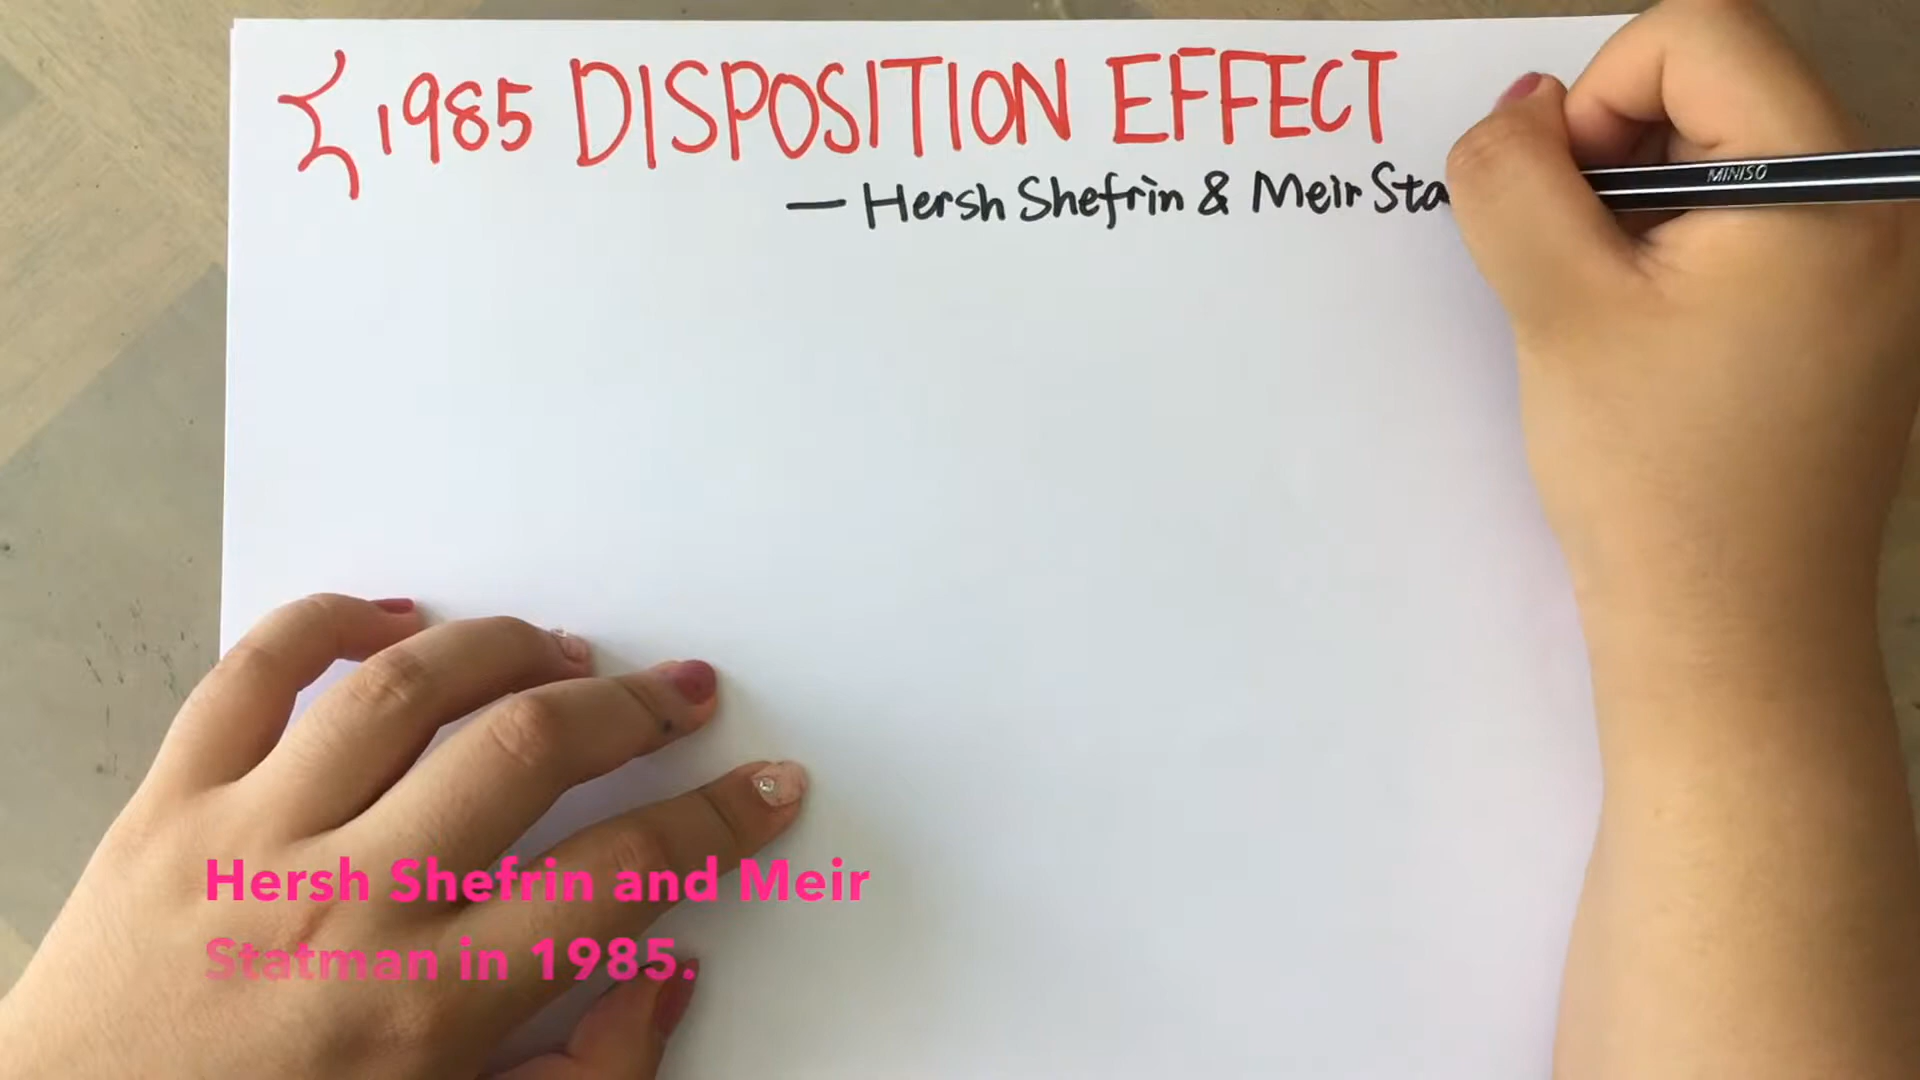 1985 DISPOSITION EFFECT
— Hersh Shefrin & Meir Sta
MINISO
Hersh Shefrin and Meir
Statman in 1985.